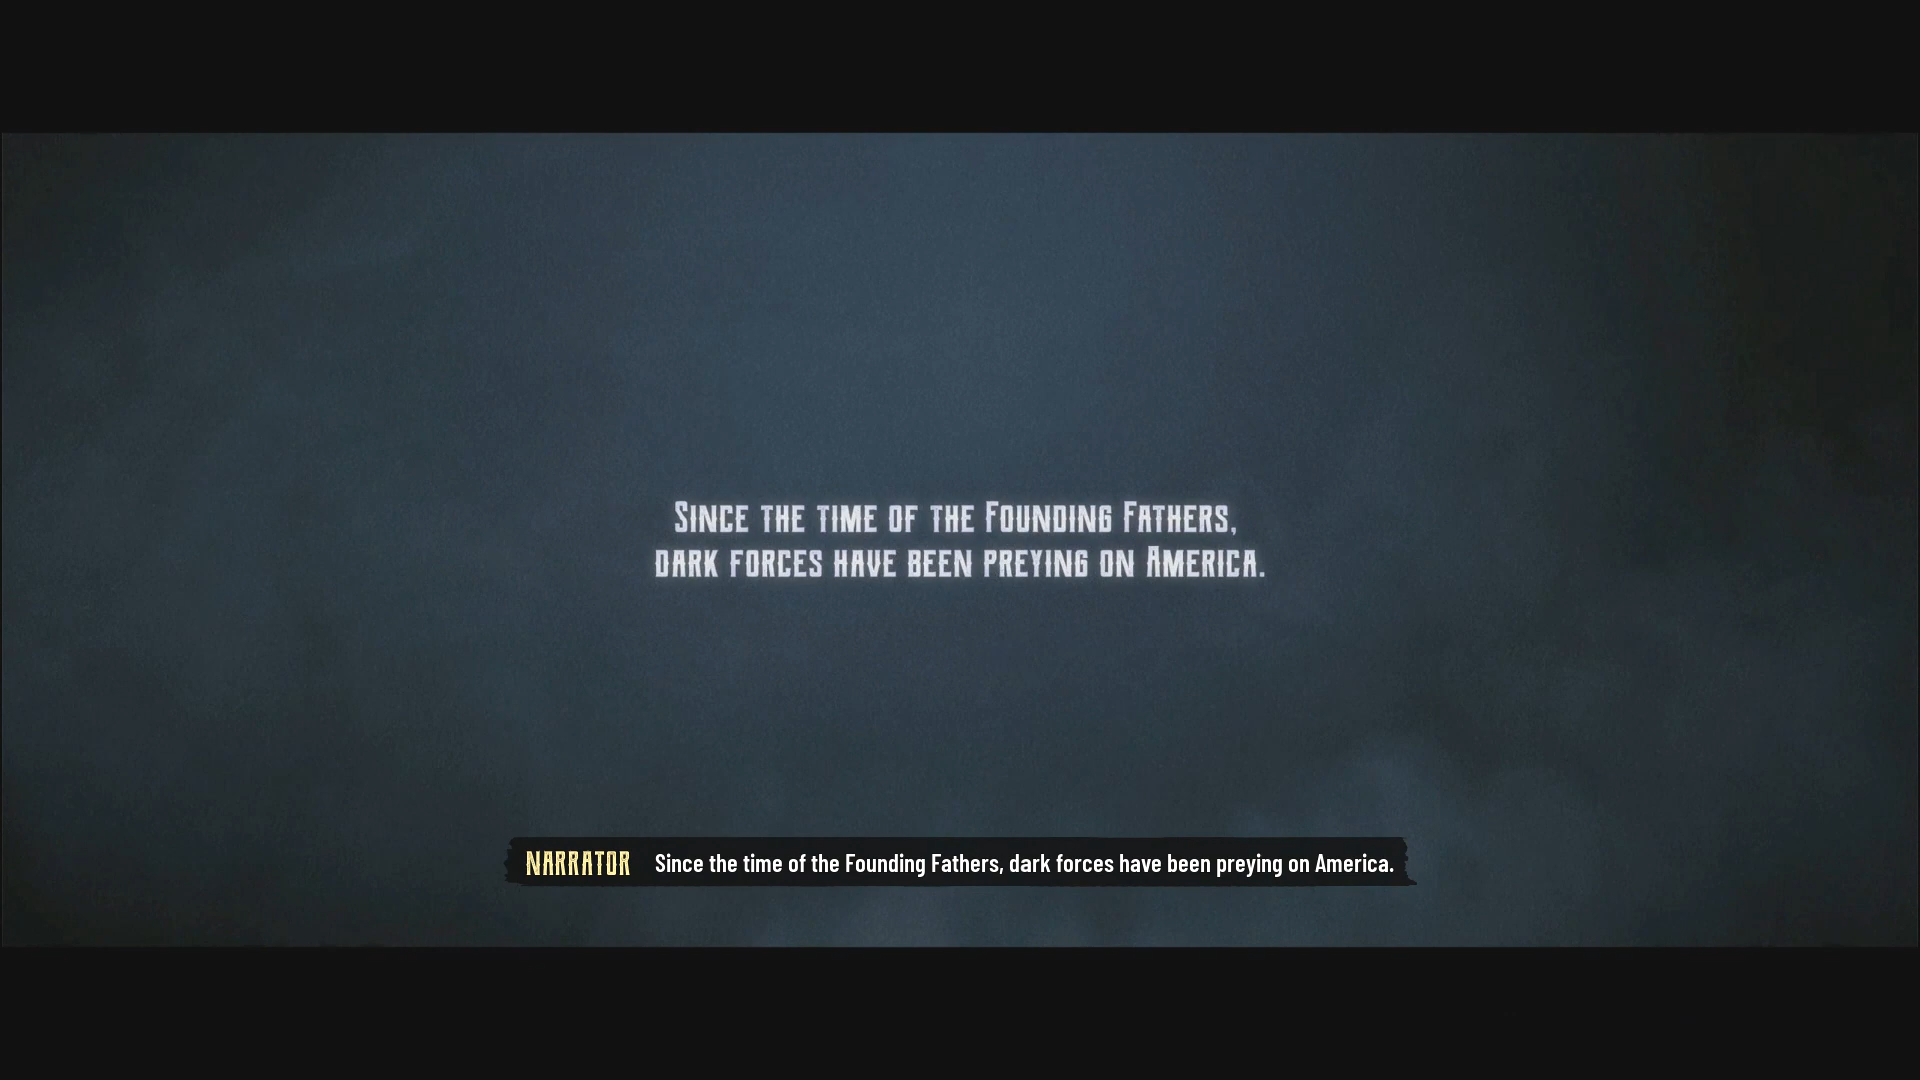 Since the time of the Founding Fathers,
dark forces have been preying on America.
NARRATOR Since the time of the Founding Fathers, dark forces have been preying on America.